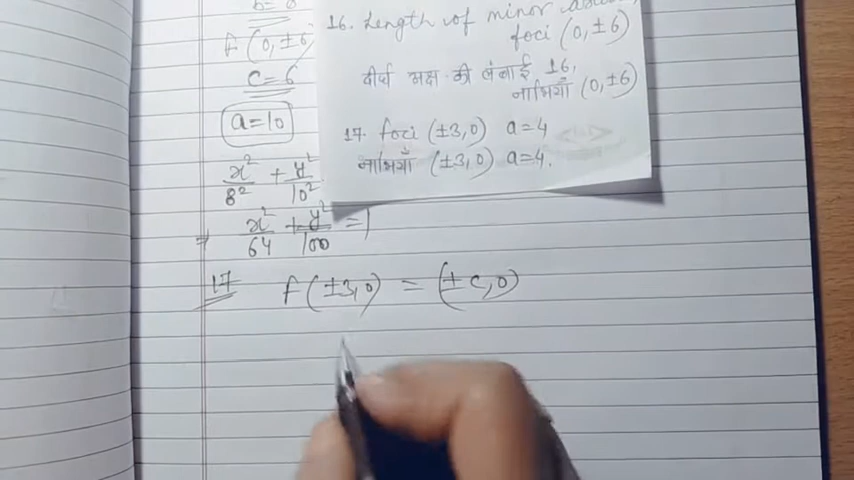 b = 8
F (0, ±6)
c = 6
a = 10
x²/8² + y²/10²
⇒ x²/64 + y²/100 = 1
16. Length of minor
foci (0, ±6)
दीर्घ अक्ष की लंबाई 16,
नाभियाँ (0, ±6)
17. foci (±3, 0) a = 4
नाभियाँ (±3, 0) a = 4.
17 F (±3, 0) = (± c, 0)